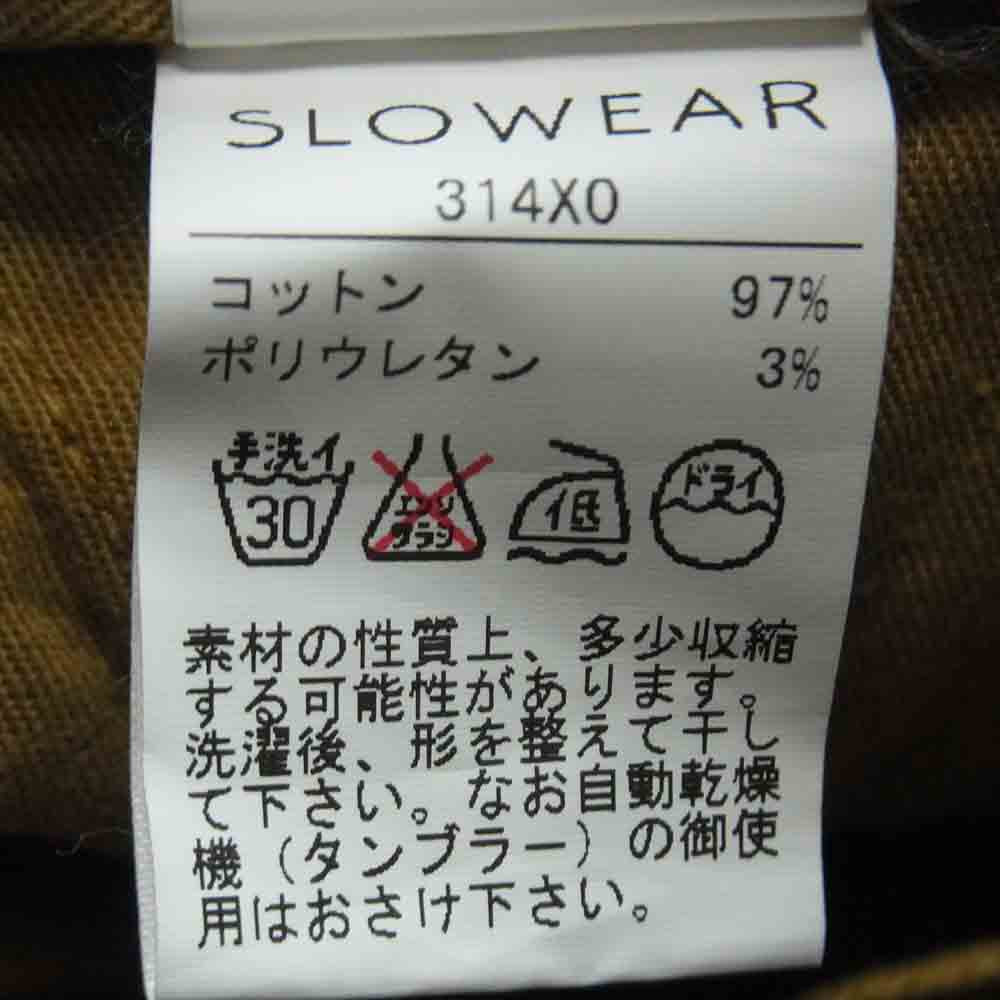 SLOWEAR
314X0
コットン 97%
ポリウレタン 3%
手洗イ
30
エンソ
サラシ
低
ドライ
素材の性質上、多少収縮
する可能性があります。
洗濯後、形を整えて干し
て下さい。なお自動乾燥
機（タンブラー）の御使
用はおさけ下さい。